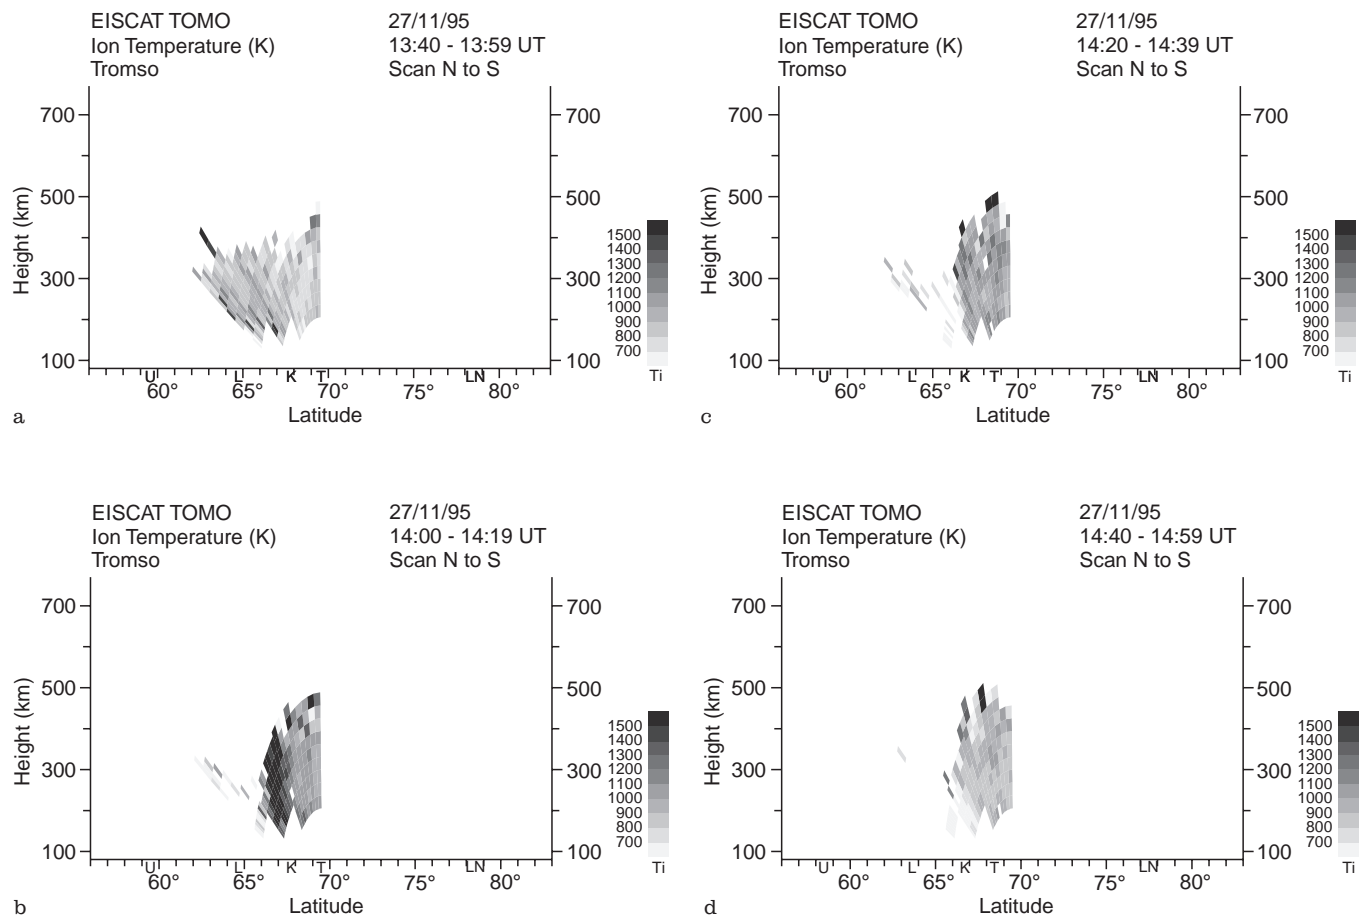 EISCAT TOMO 27/11/95
Ion Temperature (K) 13:40 - 13:59 UT
Tromso Scan N to S
700 700
500 500
300 300
100 100
Height (km)
1500
1400
1300
1200
1100
1000
900
800
700
Ti
U L K T LN
60° 65° 70° 75° 80°
Latitude
a
EISCAT TOMO 27/11/95
Ion Temperature (K) 14:20 - 14:39 UT
Tromso Scan N to S
700 700
500 500
300 300
100 100
Height (km)
1500
1400
1300
1200
1100
1000
900
800
700
Ti
U L K T LN
60° 65° 70° 75° 80°
Latitude
c
EISCAT TOMO 27/11/95
Ion Temperature (K) 14:00 - 14:19 UT
Tromso Scan N to S
700 700
500 500
300 300
100 100
Height (km)
1500
1400
1300
1200
1100
1000
900
800
700
Ti
U L K T LN
60° 65° 70° 75° 80°
Latitude
b
EISCAT TOMO 27/11/95
Ion Temperature (K) 14:40 - 14:59 UT
Tromso Scan N to S
700 700
500 500
300 300
100 100
Height (km)
1500
1400
1300
1200
1100
1000
900
800
700
Ti
U L K T LN
60° 65° 70° 75° 80°
Latitude
d